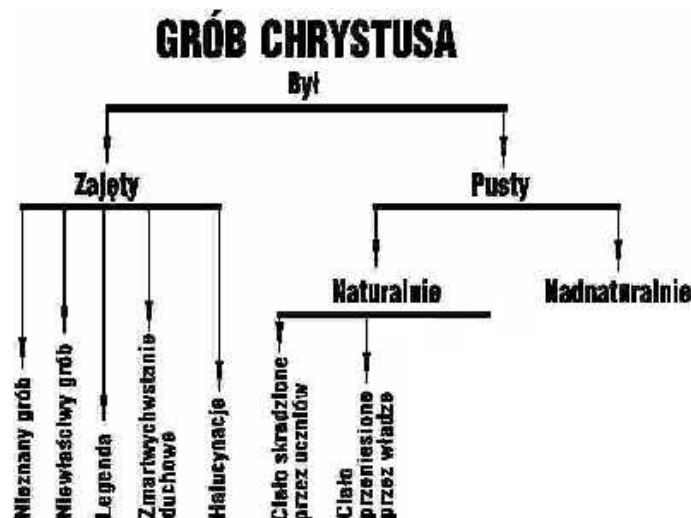 GRÓB CHRYSTUSA
Był
Zajęty
Pusty
Naturalnie
Nadnaturalnie
Nieznany grób
Niewłaściwy grób
Legenda
Zmartwychwstanie
duchowe
Halucynacje
Ciało skradzione
przez uczniów
Ciało
przeniesione
przez władze